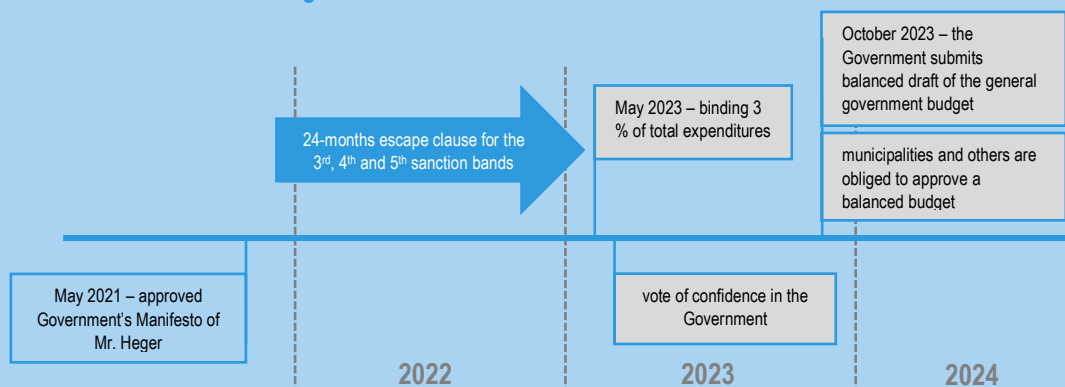 October 2023 – the
Government submits
balanced draft of the general
government budget
May 2023 – binding 3
% of total expenditures
24-months escape clause for the
3rd, 4th and 5th sanction bands
municipalities and others are
obliged to approve a
balanced budget
May 2021 – approved
Government's Manifesto of
Mr. Heger
vote of confidence in the
Government
2022
2023
2024